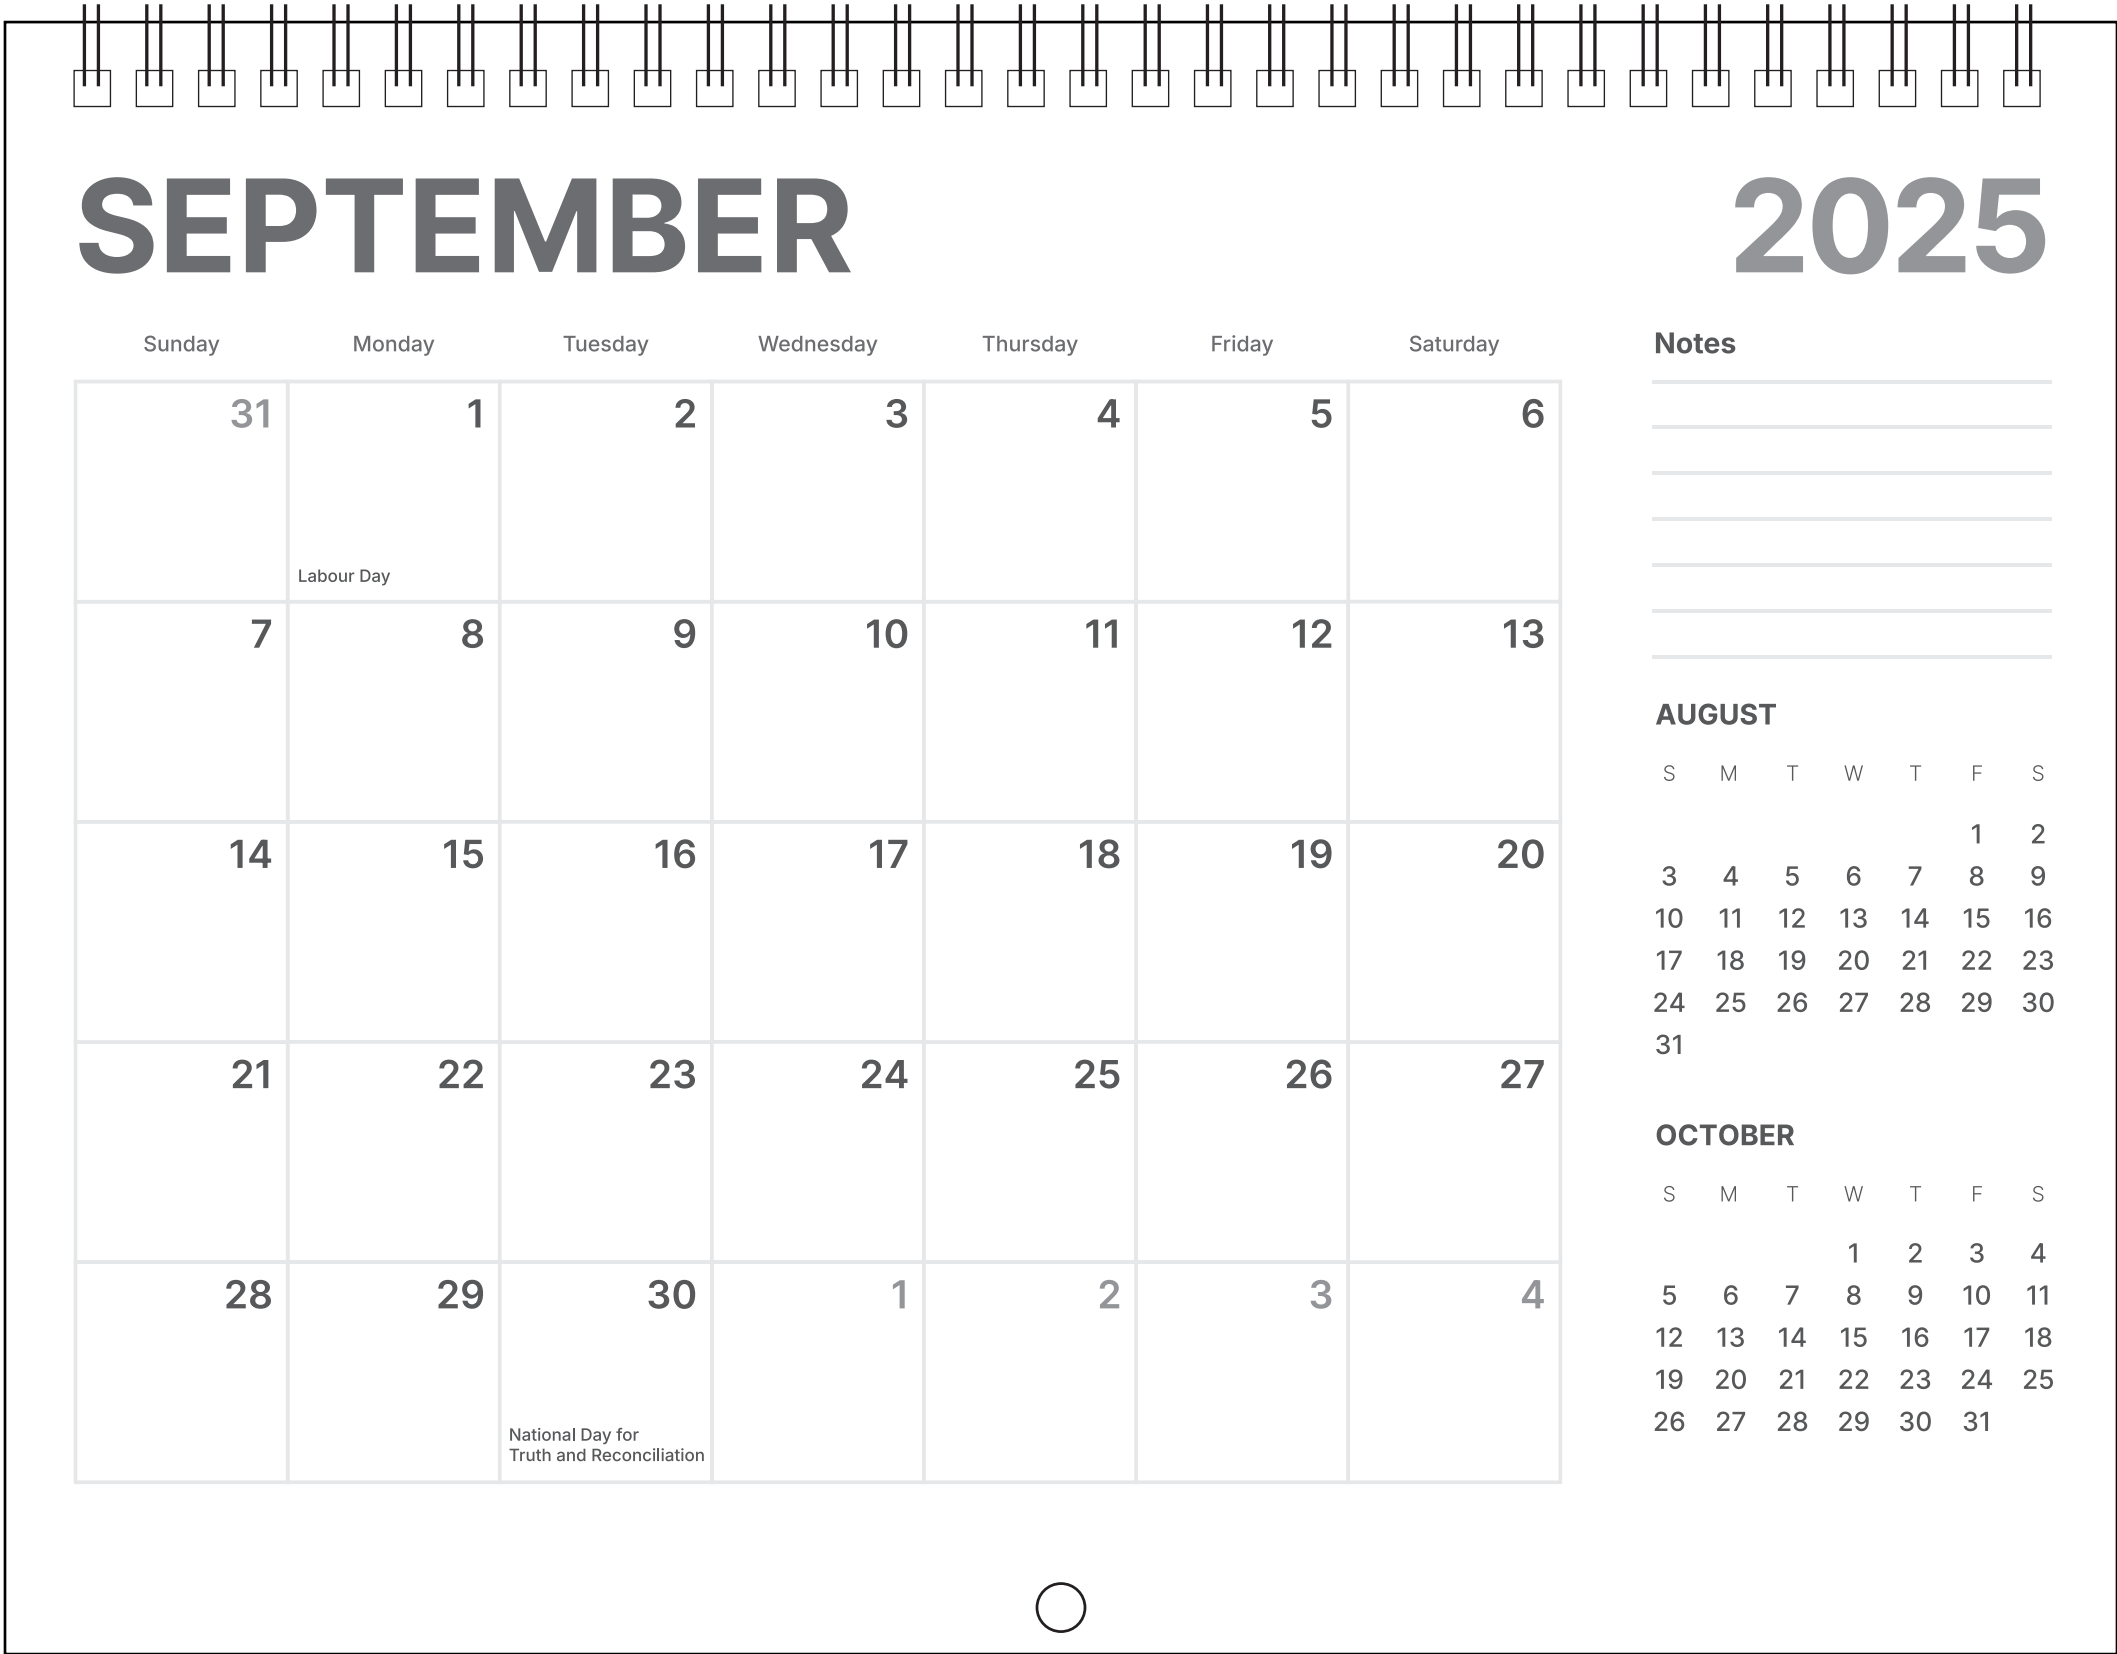 SEPTEMBER 2025
Sunday Monday Tuesday Wednesday Thursday Friday Saturday
31 1 2 3 4 5 6
Labour Day
7 8 9 10 11 12 13
14 15 16 17 18 19 20
21 22 23 24 25 26 27
28 29 30 1 2 3 4
National Day for
Truth and Reconciliation
Notes
AUGUST
S M T W T F S
1 2
3 4 5 6 7 8 9
10 11 12 13 14 15 16
17 18 19 20 21 22 23
24 25 26 27 28 29 30
31
OCTOBER
S M T W T F S
1 2 3 4
5 6 7 8 9 10 11
12 13 14 15 16 17 18
19 20 21 22 23 24 25
26 27 28 29 30 31